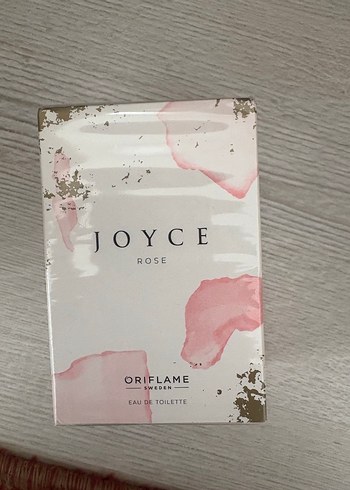 JOYCE
ROSE
ORIFLAME
SWEDEN
EAU DE TOILETTE